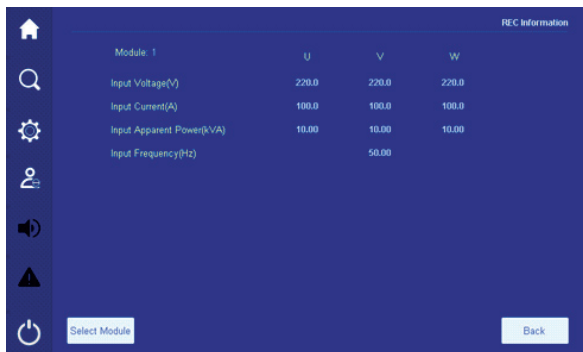 REC Information
Module: 1 U V W
Input Voltage(V) 220.0 220.0 220.0
Input Current(A) 100.0 100.0 100.0
Input Apparent Power(kVA) 10.00 10.00 10.00
Input Frequency(Hz) 50.00
Select Module Back